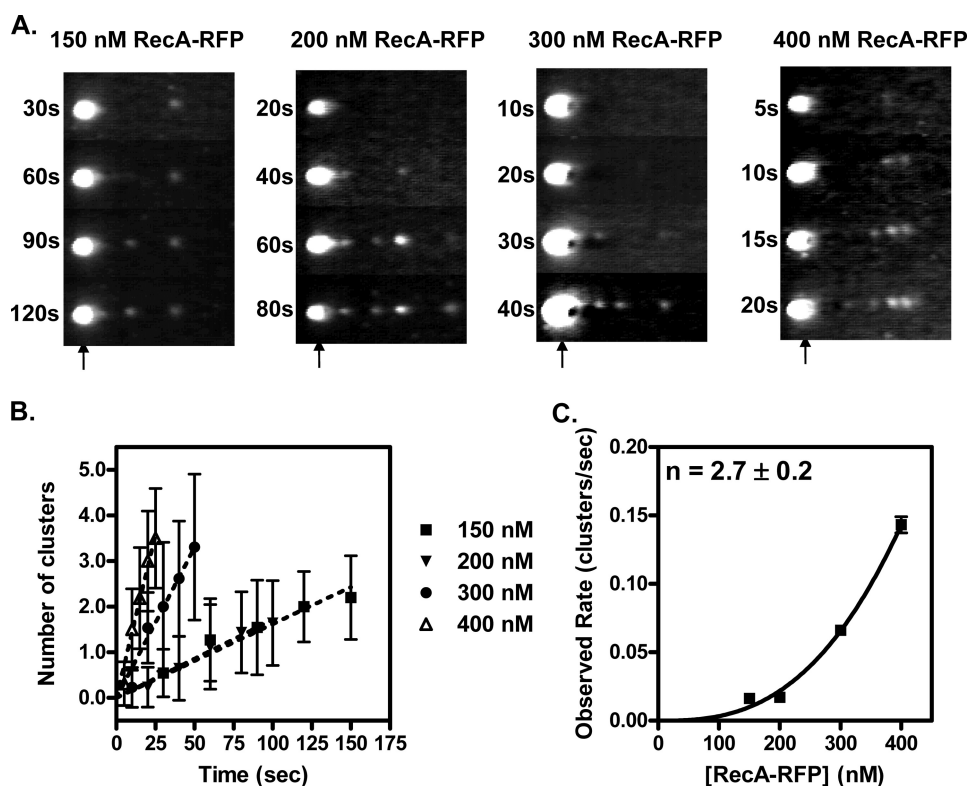 A.
150 nM RecA-RFP 200 nM RecA-RFP 300 nM RecA-RFP 400 nM RecA-RFP
30s 20s 10s 5s
60s 40s 20s 10s
90s 60s 30s 15s
120s 80s 40s 20s
B.
Number of clusters
5.0
4.0
3.0
2.0
1.0
0.0
0 25 50 75 100 125 150 175
Time (sec)
150 nM
200 nM
300 nM
400 nM
C.
Observed Rate (clusters/sec)
n = 2.7 ± 0.2
0.20
0.15
0.10
0.05
0.00
0 100 200 300 400
[RecA-RFP] (nM)